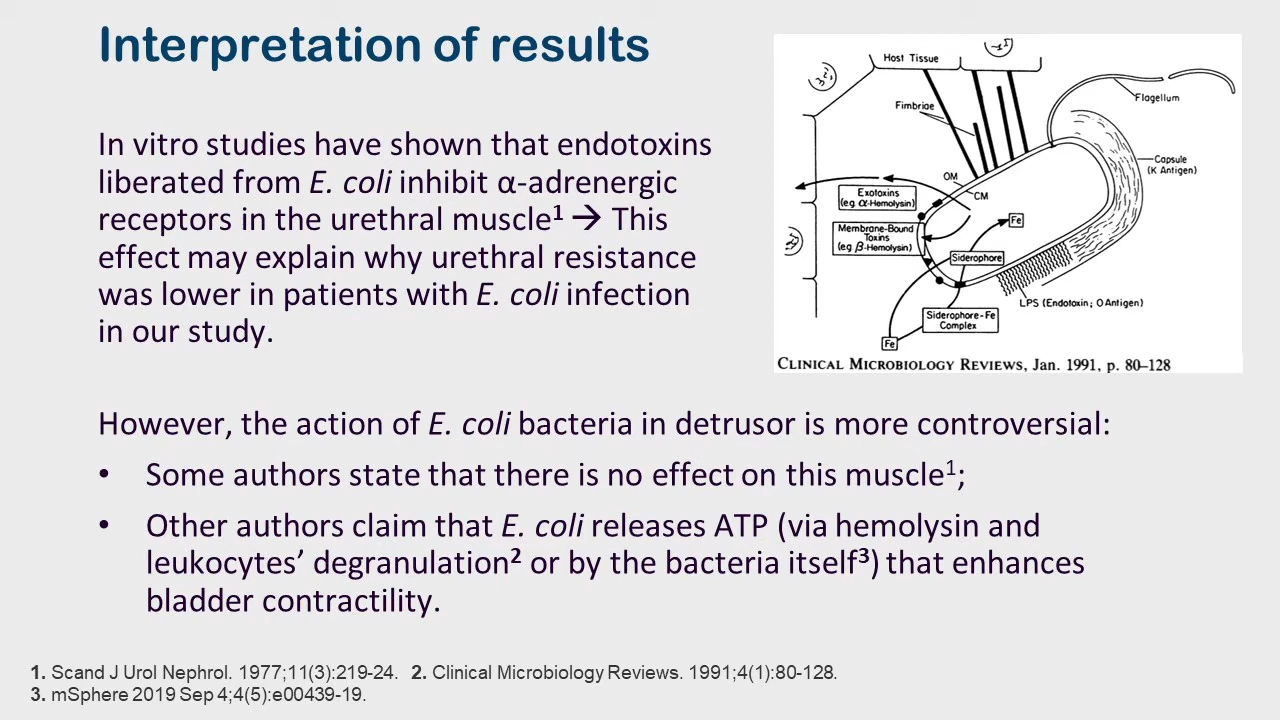 Interpretation of results
In vitro studies have shown that endotoxins
liberated from E. coli inhibit α-adrenergic
receptors in the urethral muscle¹ → This
effect may explain why urethral resistance
was lower in patients with E. coli infection
in our study.
Host Tissue
Fimbriae
Flagellum
Capsule
(K Antigen)
OM
CM
Exotoxins
(eg. α-Hemolysin)
Membrane-Bound
Toxins
(eg β-Hemolysin)
Fe
Siderophore
LPS (Endotoxin; O Antigen)
Siderophore-Fe
Complex
Fe
CLINICAL MICROBIOLOGY REVIEWS, Jan. 1991, p. 80–128
However, the action of E. coli bacteria in detrusor is more controversial:
• Some authors state that there is no effect on this muscle¹;
• Other authors claim that E. coli releases ATP (via hemolysin and
leukocytes’ degranulation² or by the bacteria itself³) that enhances
bladder contractility.
1. Scand J Urol Nephrol. 1977;11(3):219-24. 2. Clinical Microbiology Reviews. 1991;4(1):80-128.
3. mSphere 2019 Sep 4;4(5):e00439-19.